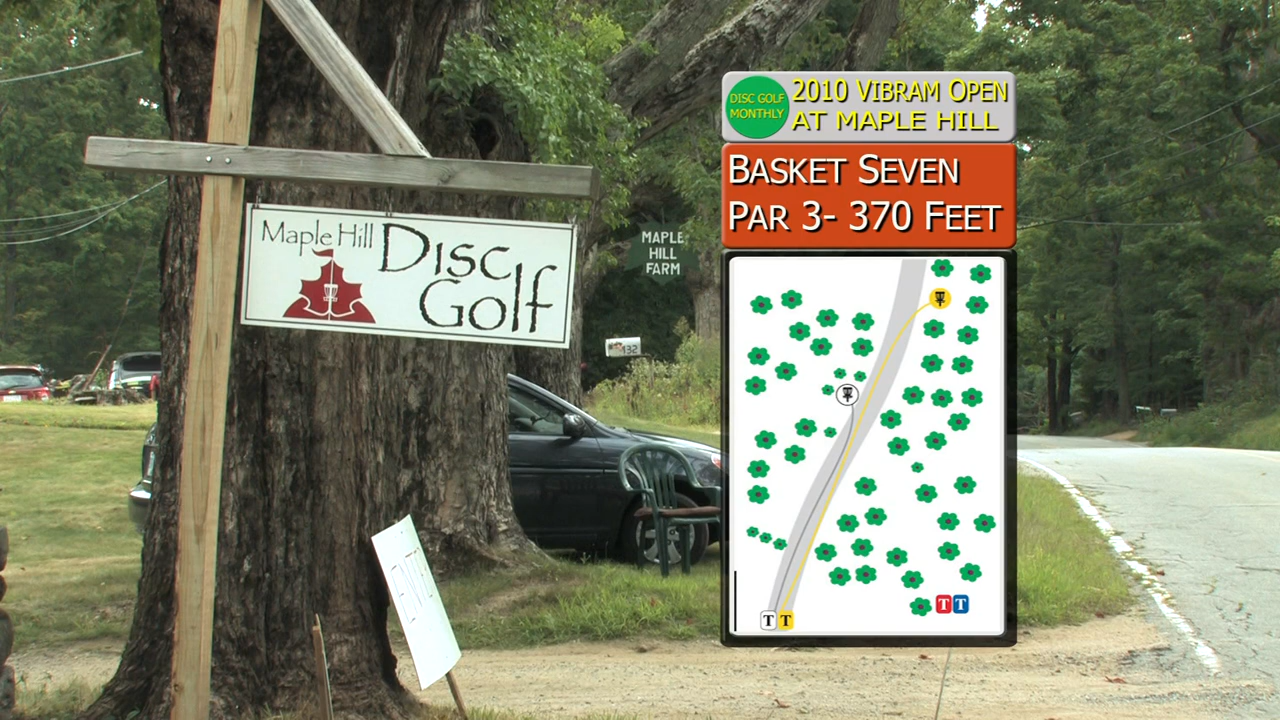 Maple Hill
Disc
Golf
MAPLE
HILL
FARM
132
DISC GOLF
MONTHLY
2010 VIBRAM OPEN
AT MAPLE HILL
BASKET SEVEN
PAR 3- 370 FEET
T T
T T